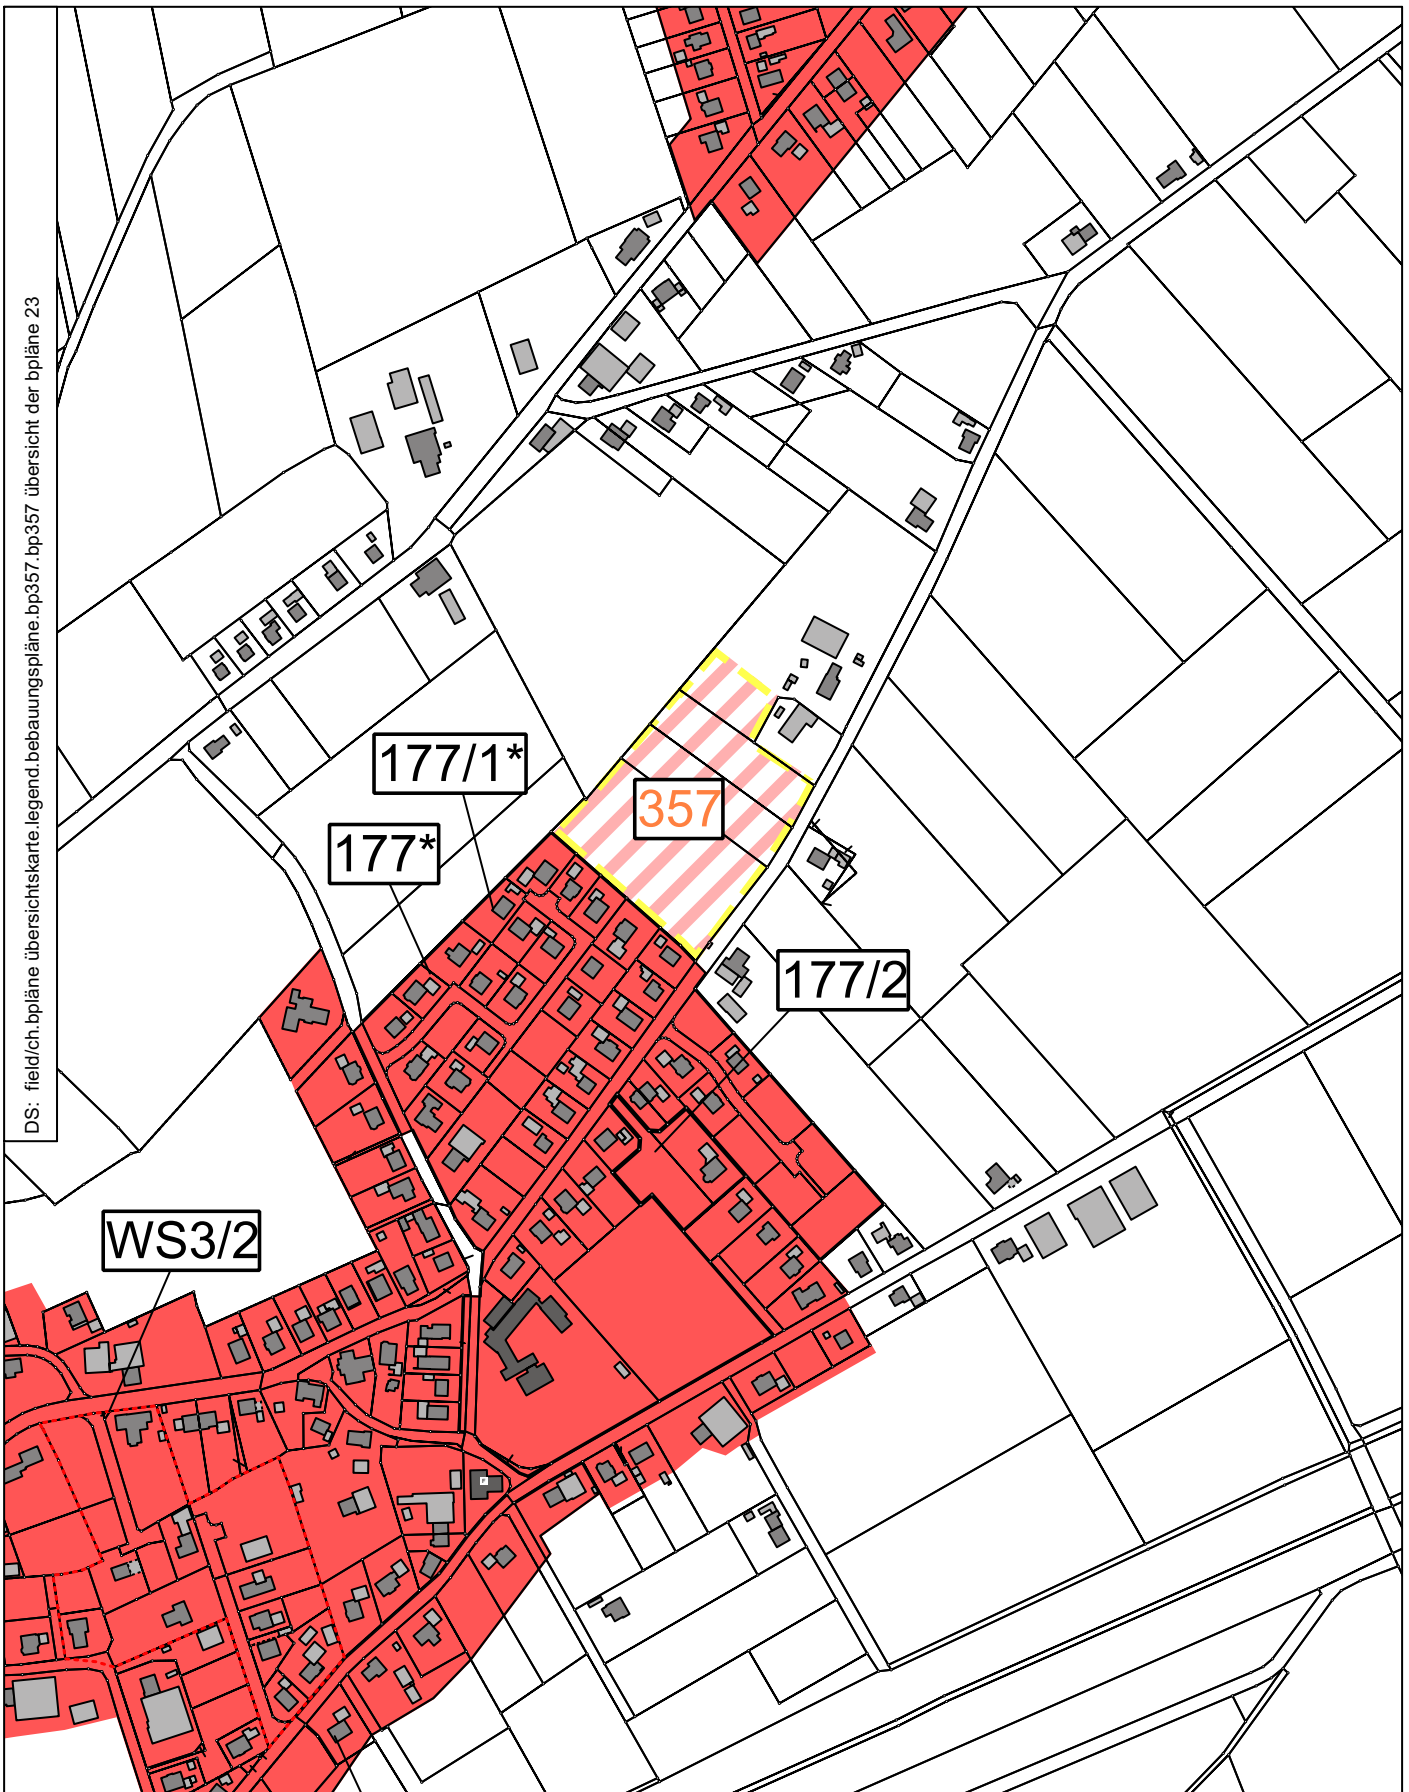 DS: field/ch.bpläne übersichtskarte.legend.bebauungspläne.bp357.bp357 übersicht der bpläne 23
177/1*
357
177*
177/2
WS3/2